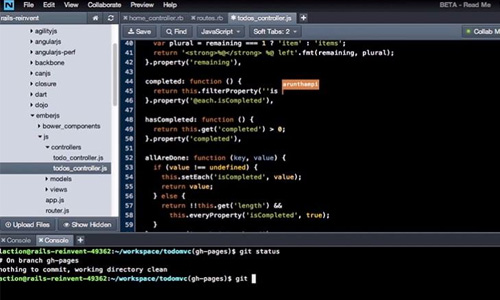 N File Edit View Goto Collaborate Preview Help BETA - Read Me
rails-reinvent home_controller.rb routes.rb todos_controller.js
Save Find JavaScript Soft Tabs: 2 Collab M
agilityjs
angularjs
angularjs-perf
backbone
canjs
closure
dart
dojo
emberjs
bower_components
js
controllers
todo_controller.js
todos_controller.js
models
views
app.js
router.js
Upload Files Show Hidden
40 var plural = remaining === 1 ? 'item' : 'items';
41 return '<strong>%@</strong> %@ left'.fmt(remaining, plural);
42 }.property('remaining'),
43
44 completed: function () {
45 return this.filterProperty(''is
arunthampi
46 }.property('@each.isCompleted'),
47
48 hasCompleted: function () {
49 return this.get('completed') > 0;
50 }.property('completed'),
51
52 allAreDone: function (key, value) {
53 if (value !== undefined) {
54 this.setEach('isCompleted', value);
55 return value;
56 } else {
57 return !!this.get('length') &&
58 this.everyProperty('isCompleted', true);
59 }
Console Console
laction@rails-reinvent-49362:~/workspace/todomvc(gh-pages)$ git status
# On branch gh-pages
nothing to commit, working directory clean
laction@rails-reinvent-49362:~/workspace/todomvc(gh-pages)$ git